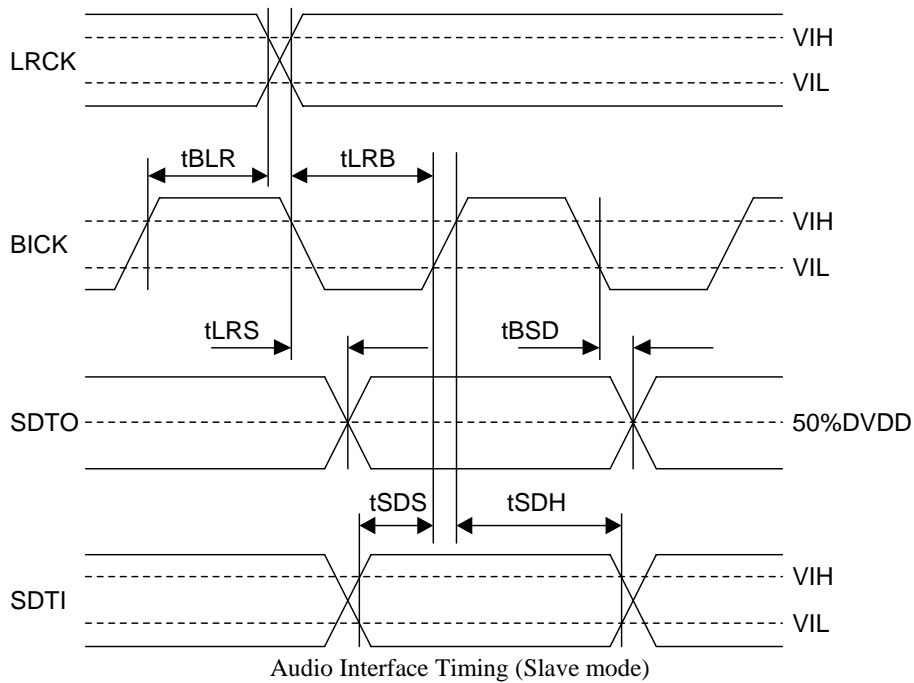 LRCK
VIH
VIL
tBLR
tLRB
BICK
VIH
VIL
tLRS
tBSD
SDTO
50%DVDD
tSDS
tSDH
SDTI
VIH
VIL
Audio Interface Timing (Slave mode)